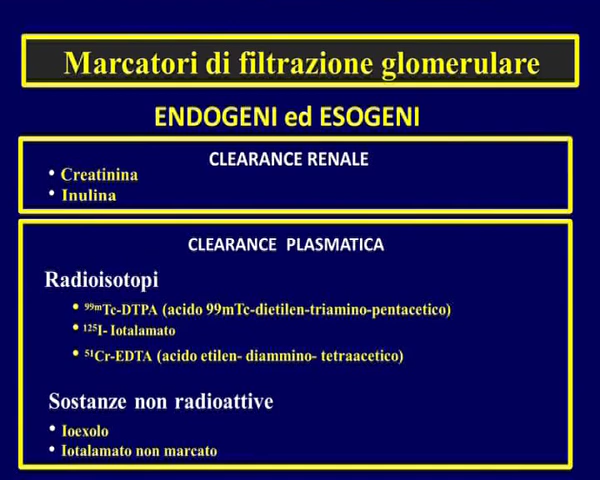 Marcatori di filtrazione glomerulare
ENDOGENI ed ESOGENI
CLEARANCE RENALE
• Creatinina
• Inulina
CLEARANCE PLASMATICA
Radioisotopi
• ⁹⁹ᵐTc-DTPA (acido 99mTc-dietilen-triamino-pentacetico)
• ¹²⁵I- Iotalamato
• ⁵¹Cr-EDTA (acido etilen- diammino- tetraacetico)
Sostanze non radioattive
• Ioexolo
• Iotalamato non marcato